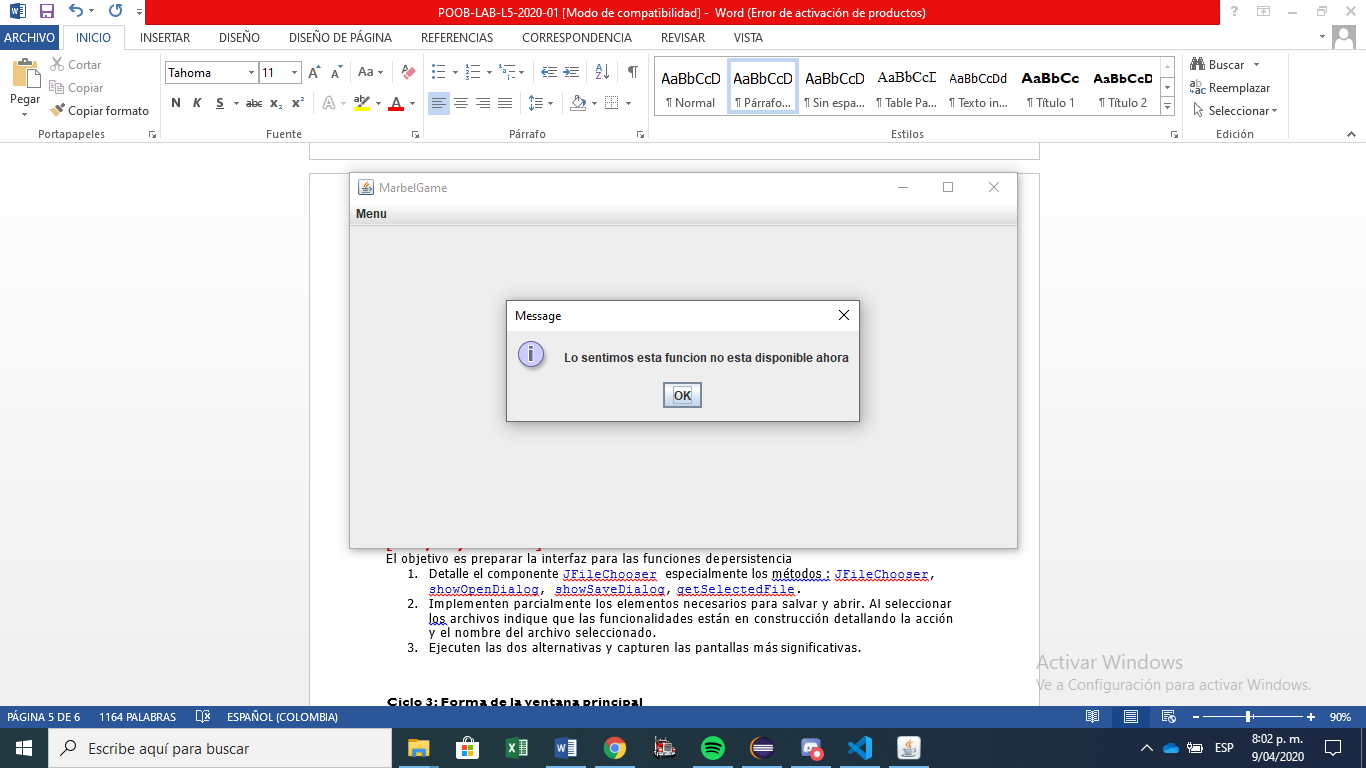 POOB-LAB-L5-2020-01 [Modo de compatibilidad] - Word (Error de activación de productos)
ARCHIVO INICIO INSERTAR DISEÑO DISEÑO DE PÁGINA REFERENCIAS CORRESPONDENCIA REVISAR VISTA
Pegar
Cortar
Copiar
Copiar formato
Portapapeles
Tahoma 11
N K S abc x₂ x²
Fuente
Párrafo
AaBbCcD AaBbCcD AaBbCcD AaBbCcD AaBbCcDd AaBbCc AaBbCcD
¶ Normal ¶ Párrafo... ¶ Sin espa... ¶ Table Pa... ¶ Texto in... ¶ Título 1 ¶ Título 2
Estilos
Buscar
Reemplazar
Seleccionar
Edición
MarbelGame
Menu
Message
Lo sentimos esta funcion no esta disponible ahora
OK
El objetivo es preparar la interfaz para las funciones de persistencia
1. Detalle el componente JFileChooser especialmente los métodos : JFileChooser,
showOpenDialog, showSaveDialog, getSelectedFile.
2. Implementen parcialmente los elementos necesarios para salvar y abrir. Al seleccionar
los archivos indique que las funcionalidades están en construcción detallando la acción
y el nombre del archivo seleccionado.
3. Ejecuten las dos alternativas y capturen las pantallas más significativas.
Ciclo 3: Forma de la ventana principal
Activar Windows
Ve a Configuración para activar Windows.
PÁGINA 5 DE 6 1164 PALABRAS ESPAÑOL (COLOMBIA) 90%
Escribe aquí para buscar
ESP
8:02 p. m.
9/04/2020